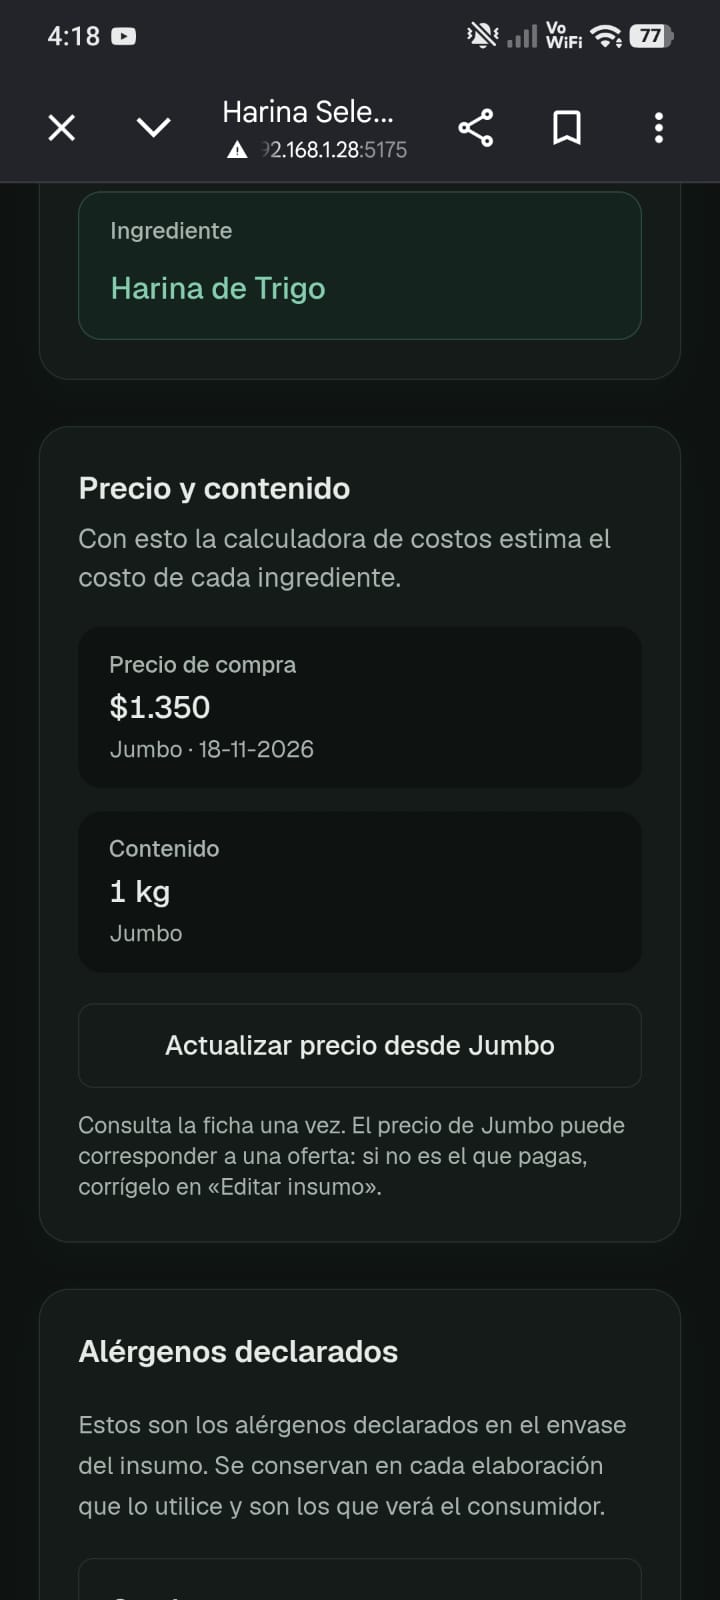 4:18
Vo
WiFi
77
Harina Sele...
92.168.1.28:5175
Ingrediente
Harina de Trigo
Precio y contenido
Con esto la calculadora de costos estima el
costo de cada ingrediente.
Precio de compra
$1.350
Jumbo · 18-11-2026
Contenido
1 kg
Jumbo
Actualizar precio desde Jumbo
Consulta la ficha una vez. El precio de Jumbo puede
corresponder a una oferta: si no es el que pagas,
corrígelo en «Editar insumo».
Alérgenos declarados
Estos son los alérgenos declarados en el envase
del insumo. Se conservan en cada elaboración
que lo utilice y son los que verá el consumidor.